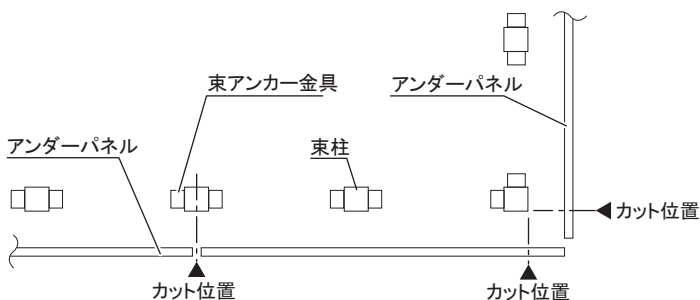 束アンカー金具
アンダーパネル
アンダーパネル
束柱
カット位置
カット位置
カット位置